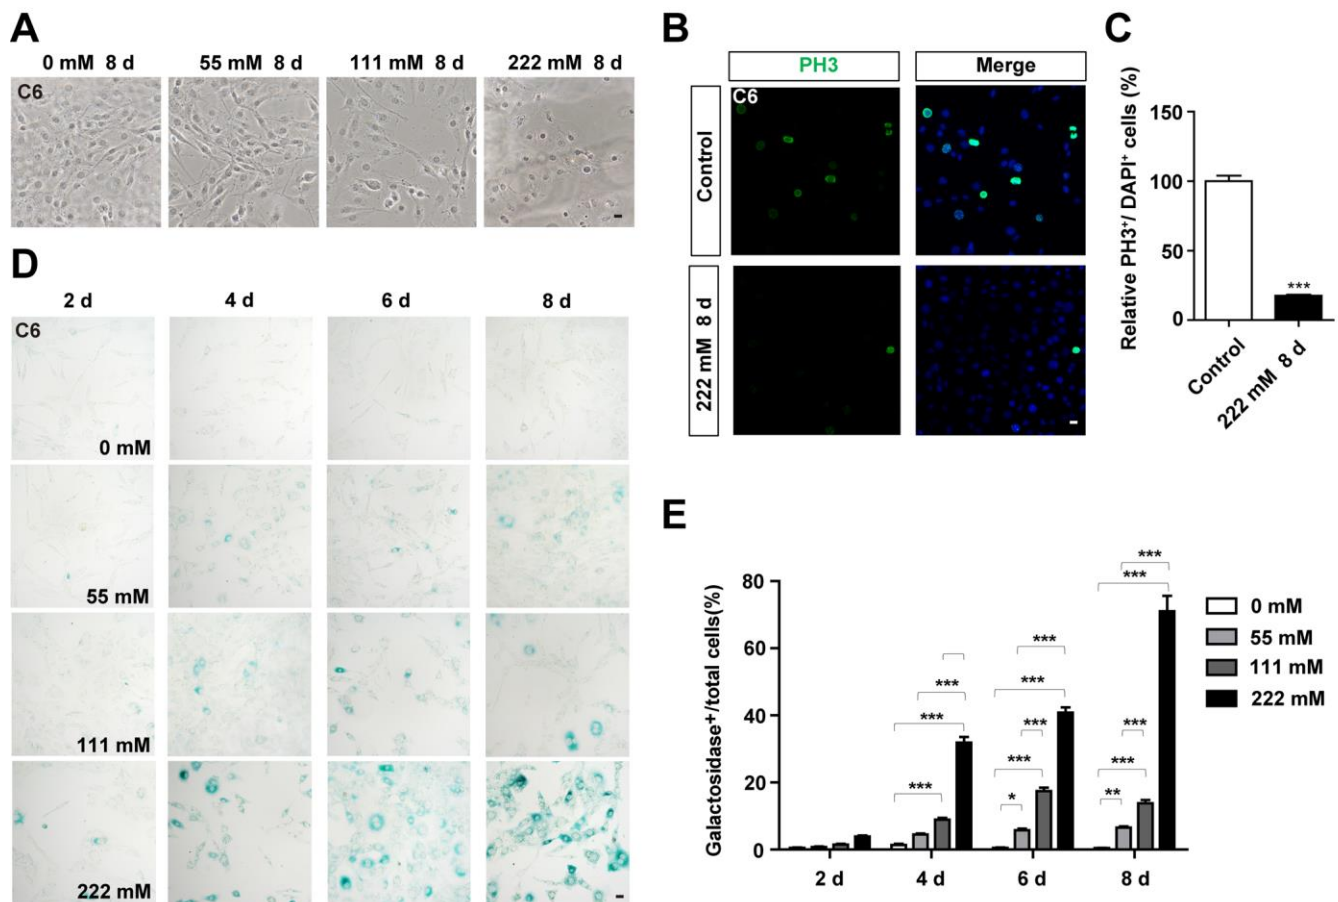 A
0 mM 8 d
55 mM 8 d
111 mM 8 d
222 mM 8 d
C6
B
PH3
Merge
C6
Control
222 mM 8 d
C
Relative PH3⁺/ DAPI⁺ cells (%)
150
100
50
0
***
Control
222 mM 8 d
D
2 d
4 d
6 d
8 d
C6
0 mM
55 mM
111 mM
222 mM
E
Galactosidase⁺/total cells(%)
80
60
40
20
0
***
***
***
***
***
***
***
*
***
***
***
***
**
2 d
4 d
6 d
8 d
0 mM
55 mM
111 mM
222 mM